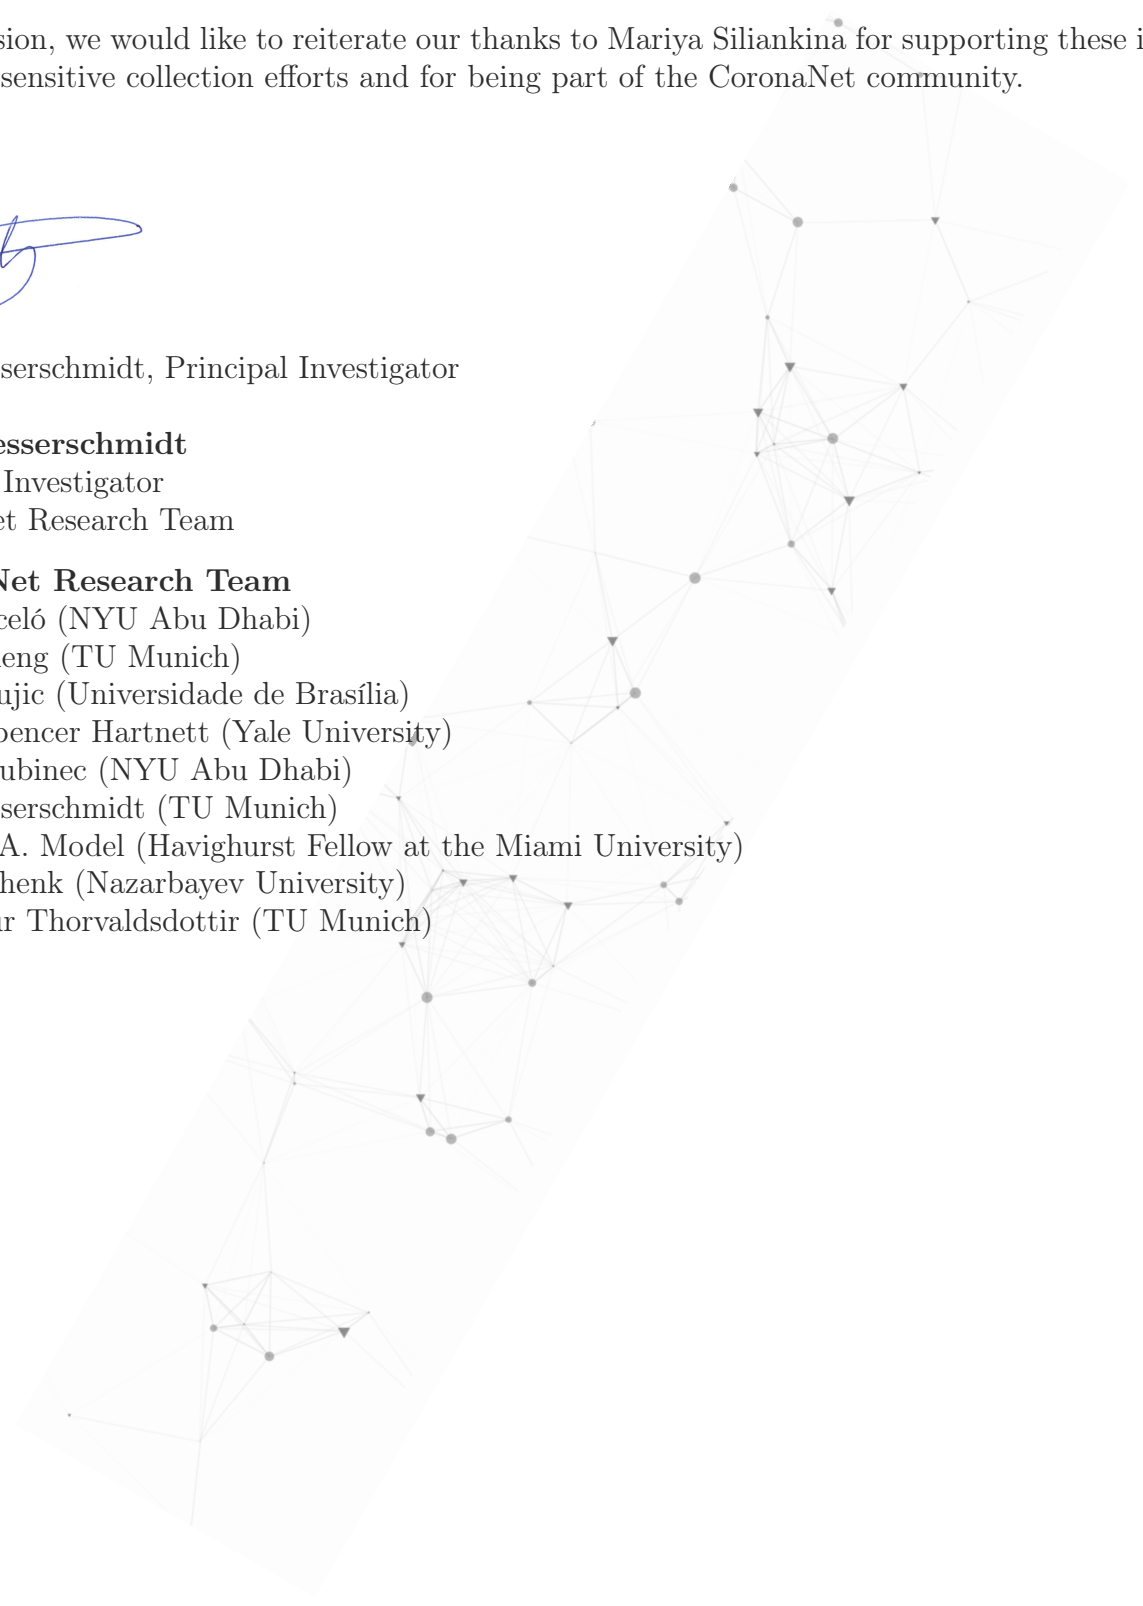 sion, we would like to reiterate our thanks to Mariya Siliankina for supporting these i
sensitive collection efforts and for being part of the CoronaNet community.
serschmidt, Principal Investigator
esserschmidt
Investigator
et Research Team
Net Research Team
celó (NYU Abu Dhabi)
eng (TU Munich)
ujic (Universidade de Brasília)
pencer Hartnett (Yale University)
ubinec (NYU Abu Dhabi)
serschmidt (TU Munich)
A. Model (Havighurst Fellow at the Miami University)
henk (Nazarbayev University)
ur Thorvaldsdottir (TU Munich)